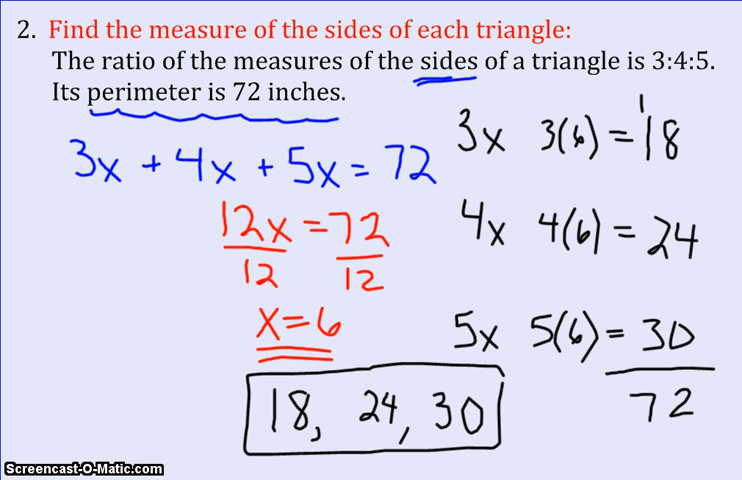 2. Find the measure of the sides of each triangle:
The ratio of the measures of the sides of a triangle is 3:4:5.
Its perimeter is 72 inches.
3x + 4x + 5x = 72
12x = 72
12 12
x = 6
18, 24, 30
1
3x 3(6) = 18
4x 4(6) = 24
5x 5(6) = 30
72
Screencast-O-Matic.com